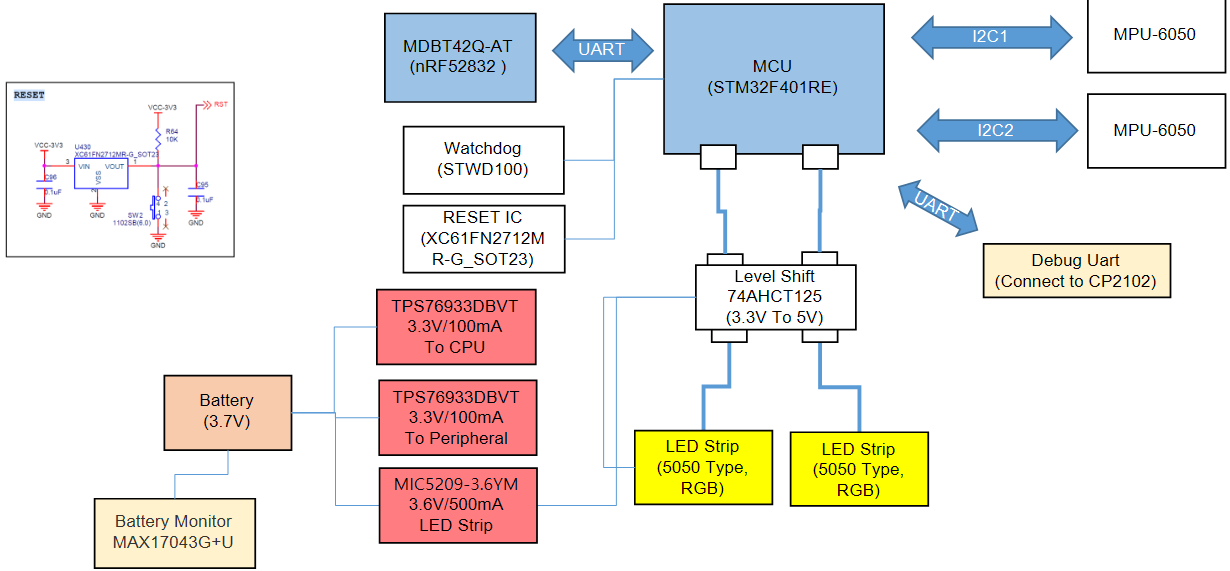 RESET
VCC-3V3
RST
R64
10K
VCC-3V3
U430
XC61FN2712MR-G_SOT23
3
VIN
VOUT
1
VSS
2
C96
0.1uF
GND
GND
SW2
1102SB(6.0)
1
2
3
4
C95
0.1uF
GND
GND
MDBT42Q-AT
(nRF52832 )
UART
MCU
(STM32F401RE)
I2C1
MPU-6050
I2C2
MPU-6050
Watchdog
(STWD100)
RESET IC
(XC61FN2712M
R-G_SOT23)
UART
Debug Uart
(Connect to CP2102)
Level Shift
74AHCT125
(3.3V To 5V)
TPS76933DBVT
3.3V/100mA
To CPU
Battery
(3.7V)
TPS76933DBVT
3.3V/100mA
To Peripheral
MIC5209-3.6YM
3.6V/500mA
LED Strip
LED Strip
(5050 Type,
RGB)
LED Strip
(5050 Type,
RGB)
Battery Monitor
MAX17043G+U